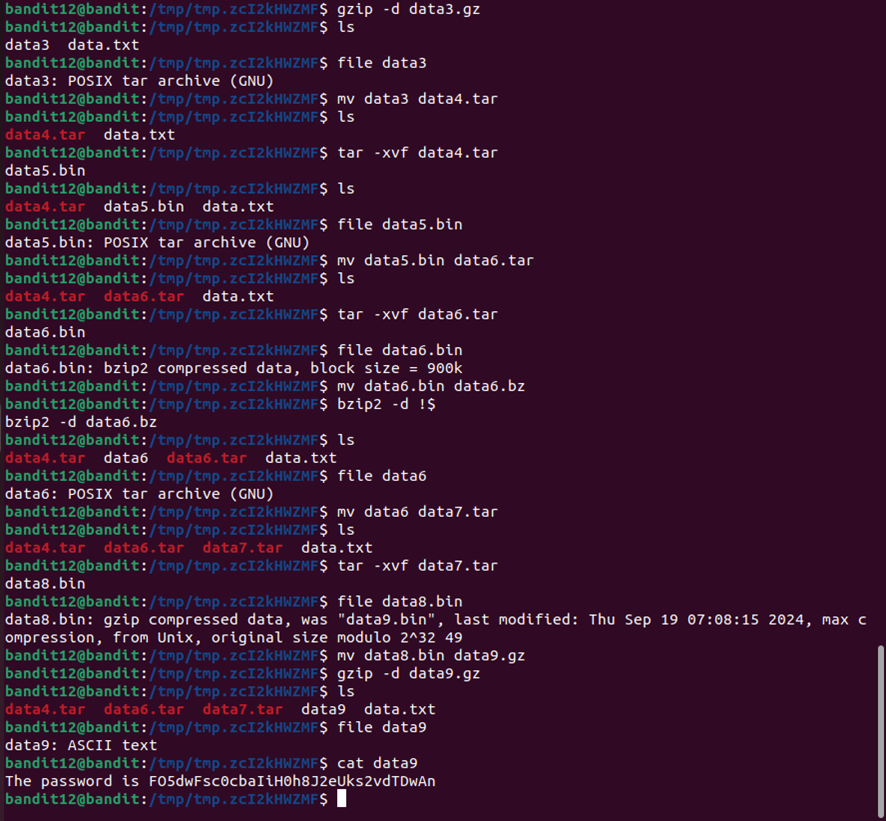 bandit12@bandit:/tmp/tmp.zcI2kHWZMF$ gzip -d data3.gz
bandit12@bandit:/tmp/tmp.zcI2kHWZMF$ ls
data3  data.txt
bandit12@bandit:/tmp/tmp.zcI2kHWZMF$ file data3
data3: POSIX tar archive (GNU)
bandit12@bandit:/tmp/tmp.zcI2kHWZMF$ mv data3 data4.tar
bandit12@bandit:/tmp/tmp.zcI2kHWZMF$ ls
data4.tar  data.txt
bandit12@bandit:/tmp/tmp.zcI2kHWZMF$ tar -xvf data4.tar
data5.bin
bandit12@bandit:/tmp/tmp.zcI2kHWZMF$ ls
data4.tar  data5.bin  data.txt
bandit12@bandit:/tmp/tmp.zcI2kHWZMF$ file data5.bin
data5.bin: POSIX tar archive (GNU)
bandit12@bandit:/tmp/tmp.zcI2kHWZMF$ mv data5.bin data6.tar
bandit12@bandit:/tmp/tmp.zcI2kHWZMF$ ls
data4.tar  data6.tar  data.txt
bandit12@bandit:/tmp/tmp.zcI2kHWZMF$ tar -xvf data6.tar
data6.bin
bandit12@bandit:/tmp/tmp.zcI2kHWZMF$ file data6.bin
data6.bin: bzip2 compressed data, block size = 900k
bandit12@bandit:/tmp/tmp.zcI2kHWZMF$ mv data6.bin data6.bz
bandit12@bandit:/tmp/tmp.zcI2kHWZMF$ bzip2 -d !$
bzip2 -d data6.bz
bandit12@bandit:/tmp/tmp.zcI2kHWZMF$ ls
data4.tar  data6  data6.tar  data.txt
bandit12@bandit:/tmp/tmp.zcI2kHWZMF$ file data6
data6: POSIX tar archive (GNU)
bandit12@bandit:/tmp/tmp.zcI2kHWZMF$ mv data6 data7.tar
bandit12@bandit:/tmp/tmp.zcI2kHWZMF$ ls
data4.tar  data6.tar  data7.tar  data.txt
bandit12@bandit:/tmp/tmp.zcI2kHWZMF$ tar -xvf data7.tar
data8.bin
bandit12@bandit:/tmp/tmp.zcI2kHWZMF$ file data8.bin
data8.bin: gzip compressed data, was "data9.bin", last modified: Thu Sep 19 07:08:15 2024, max c
ompression, from Unix, original size modulo 2^32 49
bandit12@bandit:/tmp/tmp.zcI2kHWZMF$ mv data8.bin data9.gz
bandit12@bandit:/tmp/tmp.zcI2kHWZMF$ gzip -d data9.gz
bandit12@bandit:/tmp/tmp.zcI2kHWZMF$ ls
data4.tar  data6.tar  data7.tar  data9  data.txt
bandit12@bandit:/tmp/tmp.zcI2kHWZMF$ file data9
data9: ASCII text
bandit12@bandit:/tmp/tmp.zcI2kHWZMF$ cat data9
The password is FO5dwFsc0cbaIiH0h8J2eUks2vdTDwAn
bandit12@bandit:/tmp/tmp.zcI2kHWZMF$